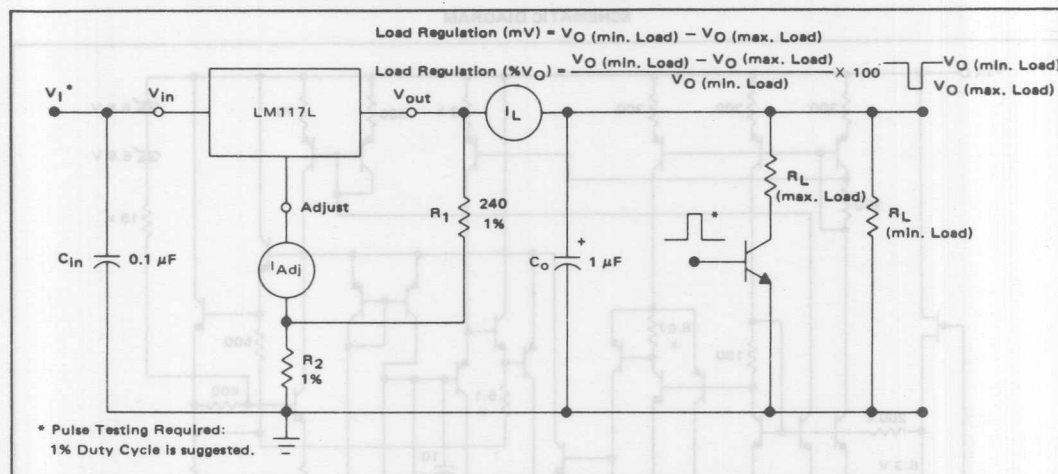 Load Regulation (mV) = VO (min. Load) − VO (max. Load)
Load Regulation (%VO) = VO (min. Load) − VO (max. Load) / VO (min. Load) X 100
VO (min. Load)
VO (max. Load)
VI*
Vin
LM117L
Vout
IL
RL
(max. Load)
RL
(min. Load)
Adjust
R1
240
1%
*
Cin
0.1 µF
IAdj
Co
+
1 µF
R2
1%
* Pulse Testing Required:
1% Duty Cycle is suggested.